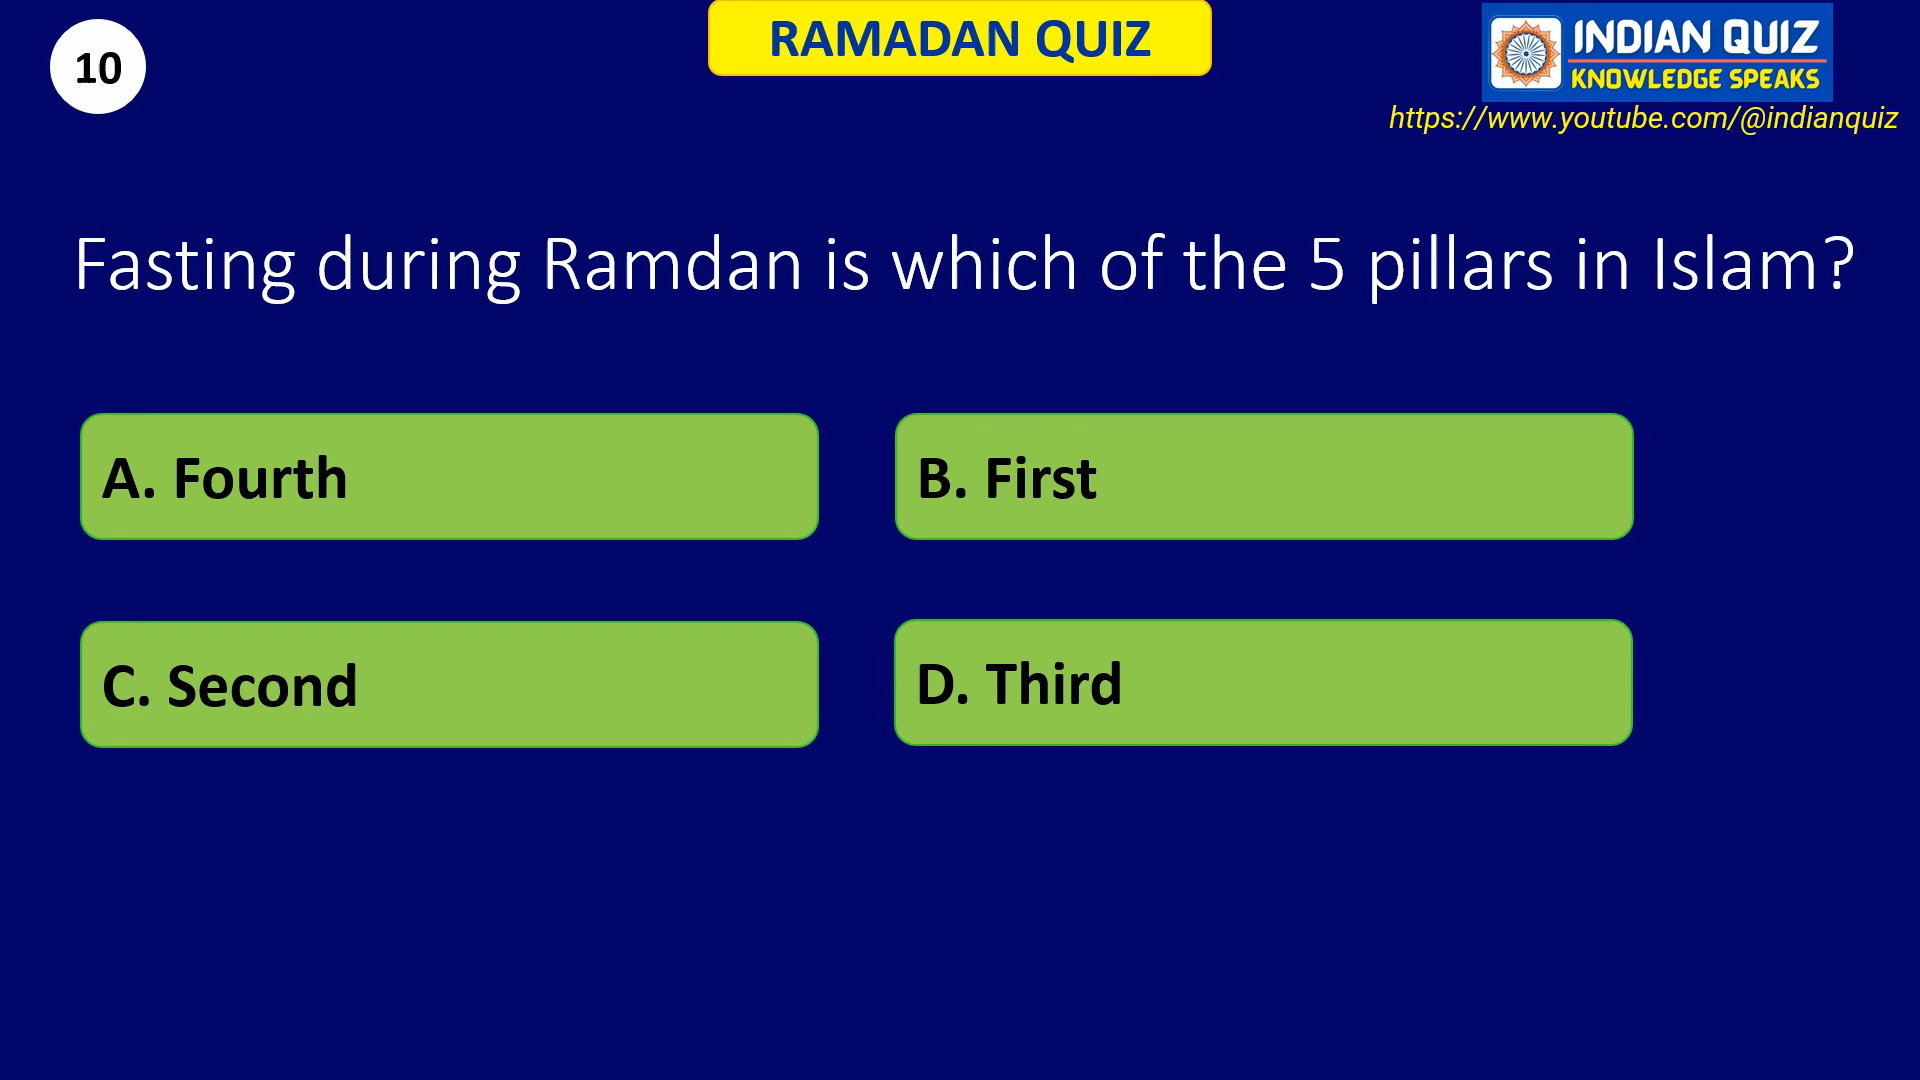 10
RAMADAN QUIZ
INDIAN QUIZ
KNOWLEDGE SPEAKS
https://www.youtube.com/@indianquiz
Fasting during Ramdan is which of the 5 pillars in Islam?
A. Fourth
B. First
C. Second
D. Third